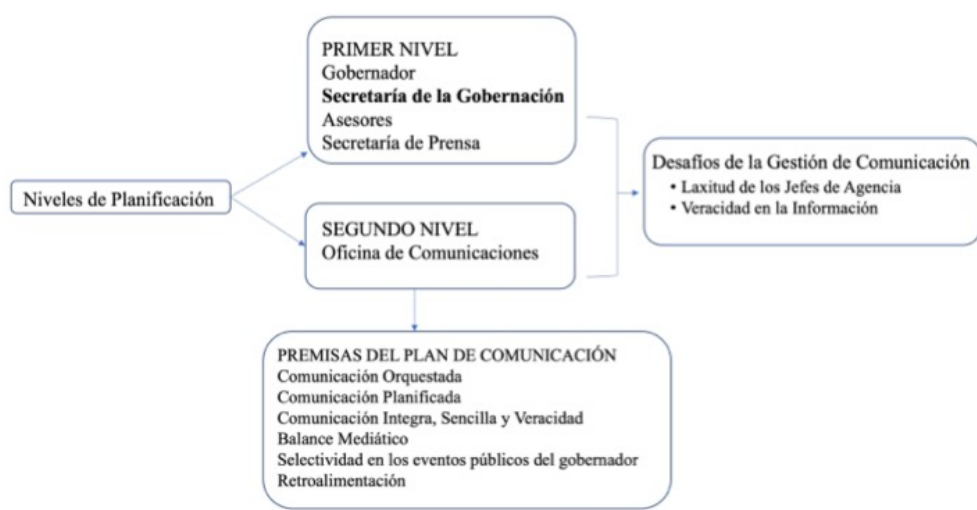 PRIMER NIVEL
Gobernador
Secretaría de la Gobernación
Asesores
Secretaría de Prensa
Niveles de Planificación
SEGUNDO NIVEL
Oficina de Comunicaciones
Desafíos de la Gestión de Comunicación
• Laxitud de los Jefes de Agencia
• Veracidad en la Información
PREMISAS DEL PLAN DE COMUNICACIÓN
Comunicación Orquestada
Comunicación Planificada
Comunicación Integra, Sencilla y Veracidad
Balance Mediático
Selectividad en los eventos públicos del gobernador
Retroalimentación